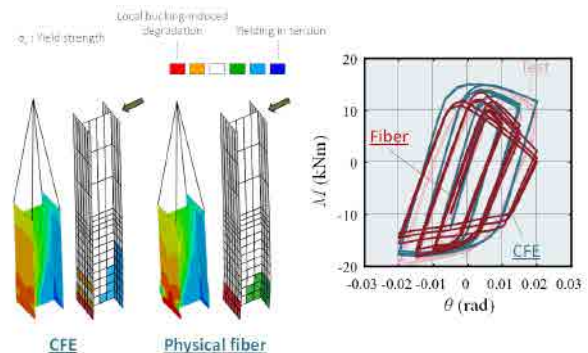 σy : Yield strength
Local bucking-induced
degradation
Yielding in tension
CFE
Physical fiber
M (kNm)
20
10
0
-10
-20
Test
Fiber
CFE
-0.03 -0.02 -0.01 0 0.01 0.02 0.03
θ (rad)